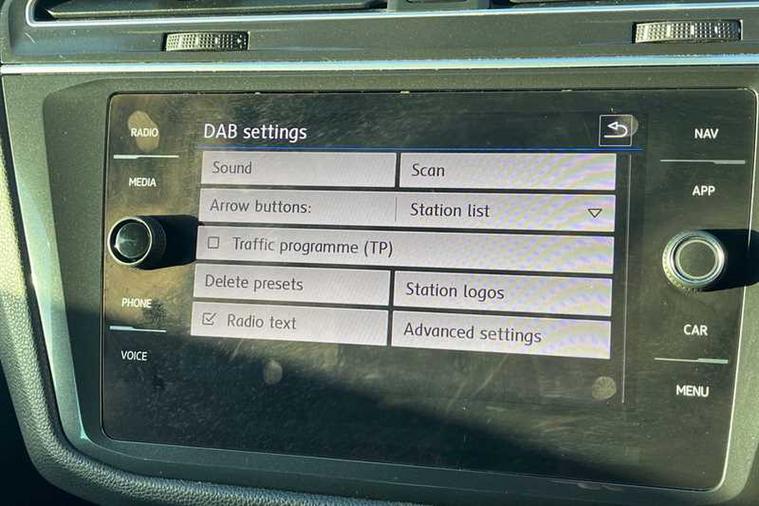 RADIO
MEDIA
PHONE
VOICE
DAB settings
Sound
Scan
Arrow buttons:
Station list
Traffic programme (TP)
Delete presets
Station logos
Radio text
Advanced settings
NAV
APP
CAR
MENU